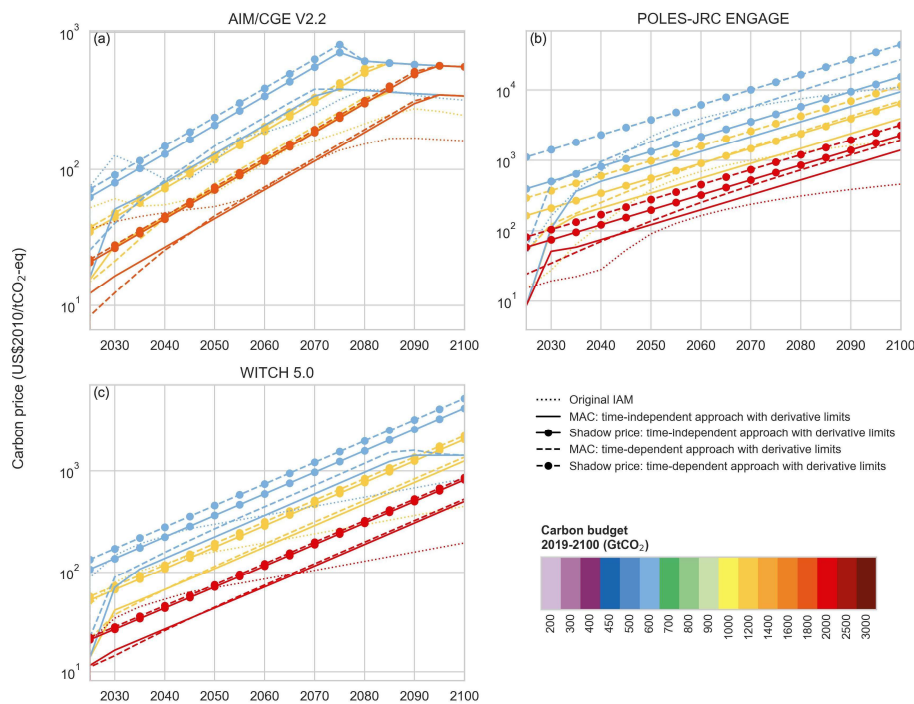 AIM/CGE V2.2
POLES-JRC ENGAGE
(a)
10³
10²
10¹
2030 2040 2050 2060 2070 2080 2090 2100
(b)
10⁴
10³
10²
10¹
2030 2040 2050 2060 2070 2080 2090 2100
Carbon price (US$2010/tCO₂-eq)
WITCH 5.0
(c)
10³
10²
10¹
2030 2040 2050 2060 2070 2080 2090 2100
Original IAM
MAC: time-independent approach with derivative limits
Shadow price: time-independent approach with derivative limits
MAC: time-dependent approach with derivative limits
Shadow price: time-dependent approach with derivative limits
Carbon budget
2019-2100 (GtCO₂)
200 300 400 450 500 600 700 800 900 1000 1200 1400 1600 1800 2000 2500 3000